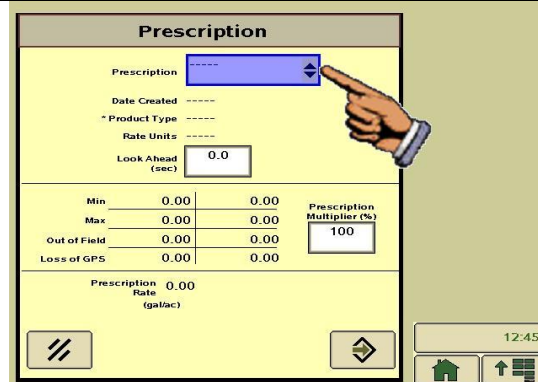 Prescription
Prescription -----
Date Created -----
* Product Type -----
Rate Units -----
Look Ahead (sec) 0.0
Min 0.00 0.00
Max 0.00 0.00
Out of Field 0.00 0.00
Loss of GPS 0.00 0.00
Prescription
Multiplier (%)
100
Prescription
Rate 0.00
(gal/ac)
12:45